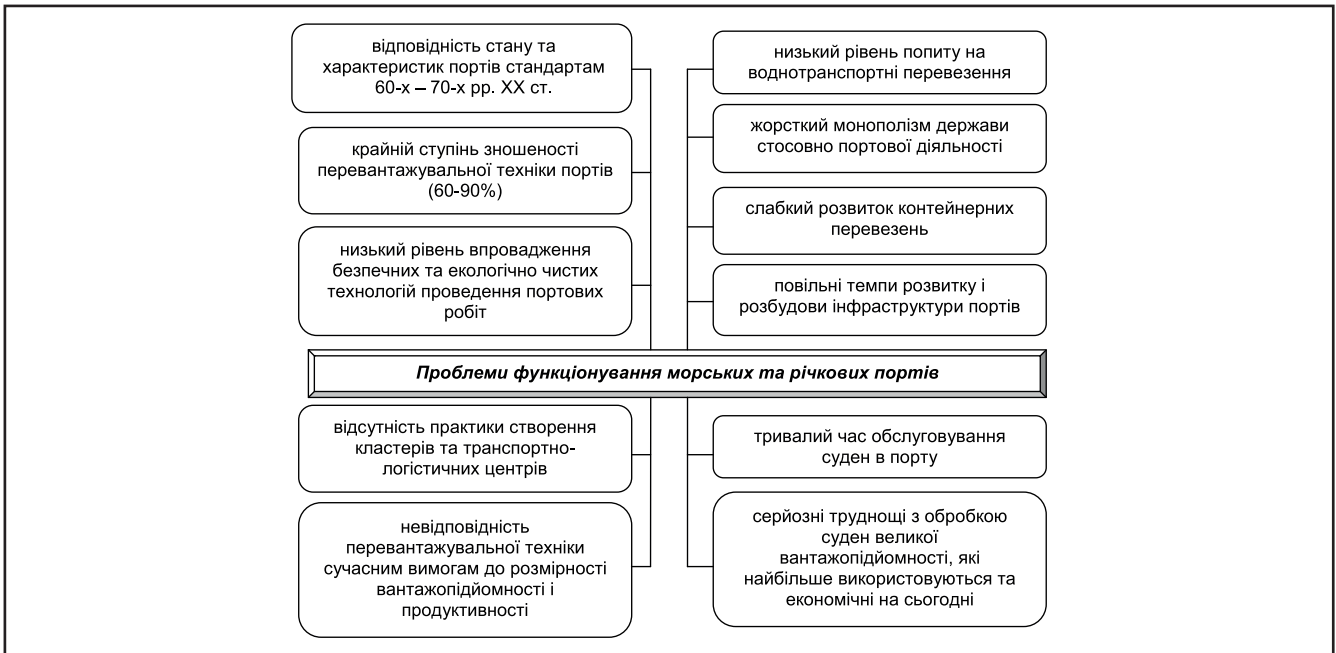 відповідність стану та
характеристик портів стандартам
60-х – 70-х рр. XX ст.
крайній ступінь зношеності
перевантажувальної техніки портів
(60-90%)
низький рівень впровадження
безпечних та екологічно чистих
технологій проведення портових
робіт
низький рівень попиту на
воднотранспортні перевезення
жорсткий монополізм держави
стосовно портової діяльності
слабкий розвиток контейнерних
перевезень
повільні темпи розвитку і
розбудови інфраструктури портів
Проблеми функціонування морських та річкових портів
відсутність практики створення
кластерів та транспортно-
логістичних центрів
невідповідність
перевантажувальної техніки
сучасним вимогам до розмірності
вантажопідйомності і
продуктивності
тривалий час обслуговування
суден в порту
серйозні труднощі з обробкою
суден великої
вантажопідйомності, які
найбільше використовуються та
економічні на сьогодні